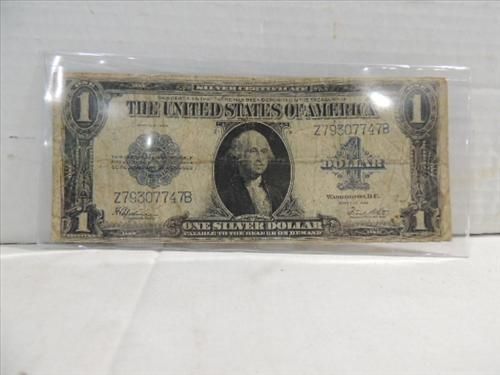 SILVER CERTIFICATE
1 1
THE UNITED STATES OF AMERICA
Z79307747B
1
DOLLAR
Z79307747B
WASHINGTON, D.C.
1 ONE SILVER DOLLAR 1
PAYABLE TO THE BEARER ON DEMAND